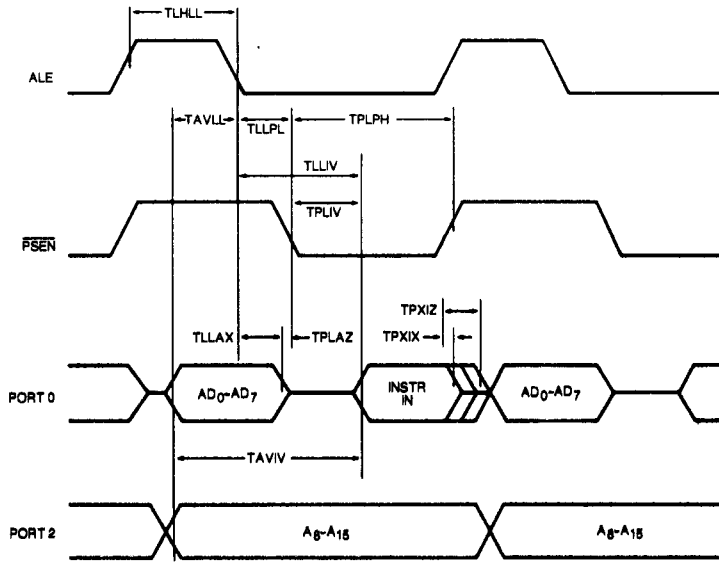 TLHLL
ALE
TAVLL
TLLPL
TPLPH
TLLIV
PSEN
TPLIV
TPXIZ
TLLAX
TPLAZ
TPXIX
PORT 0
AD0-AD7
INSTR
IN
AD0-AD7
TAVIV
PORT 2
A8-A15
A8-A15